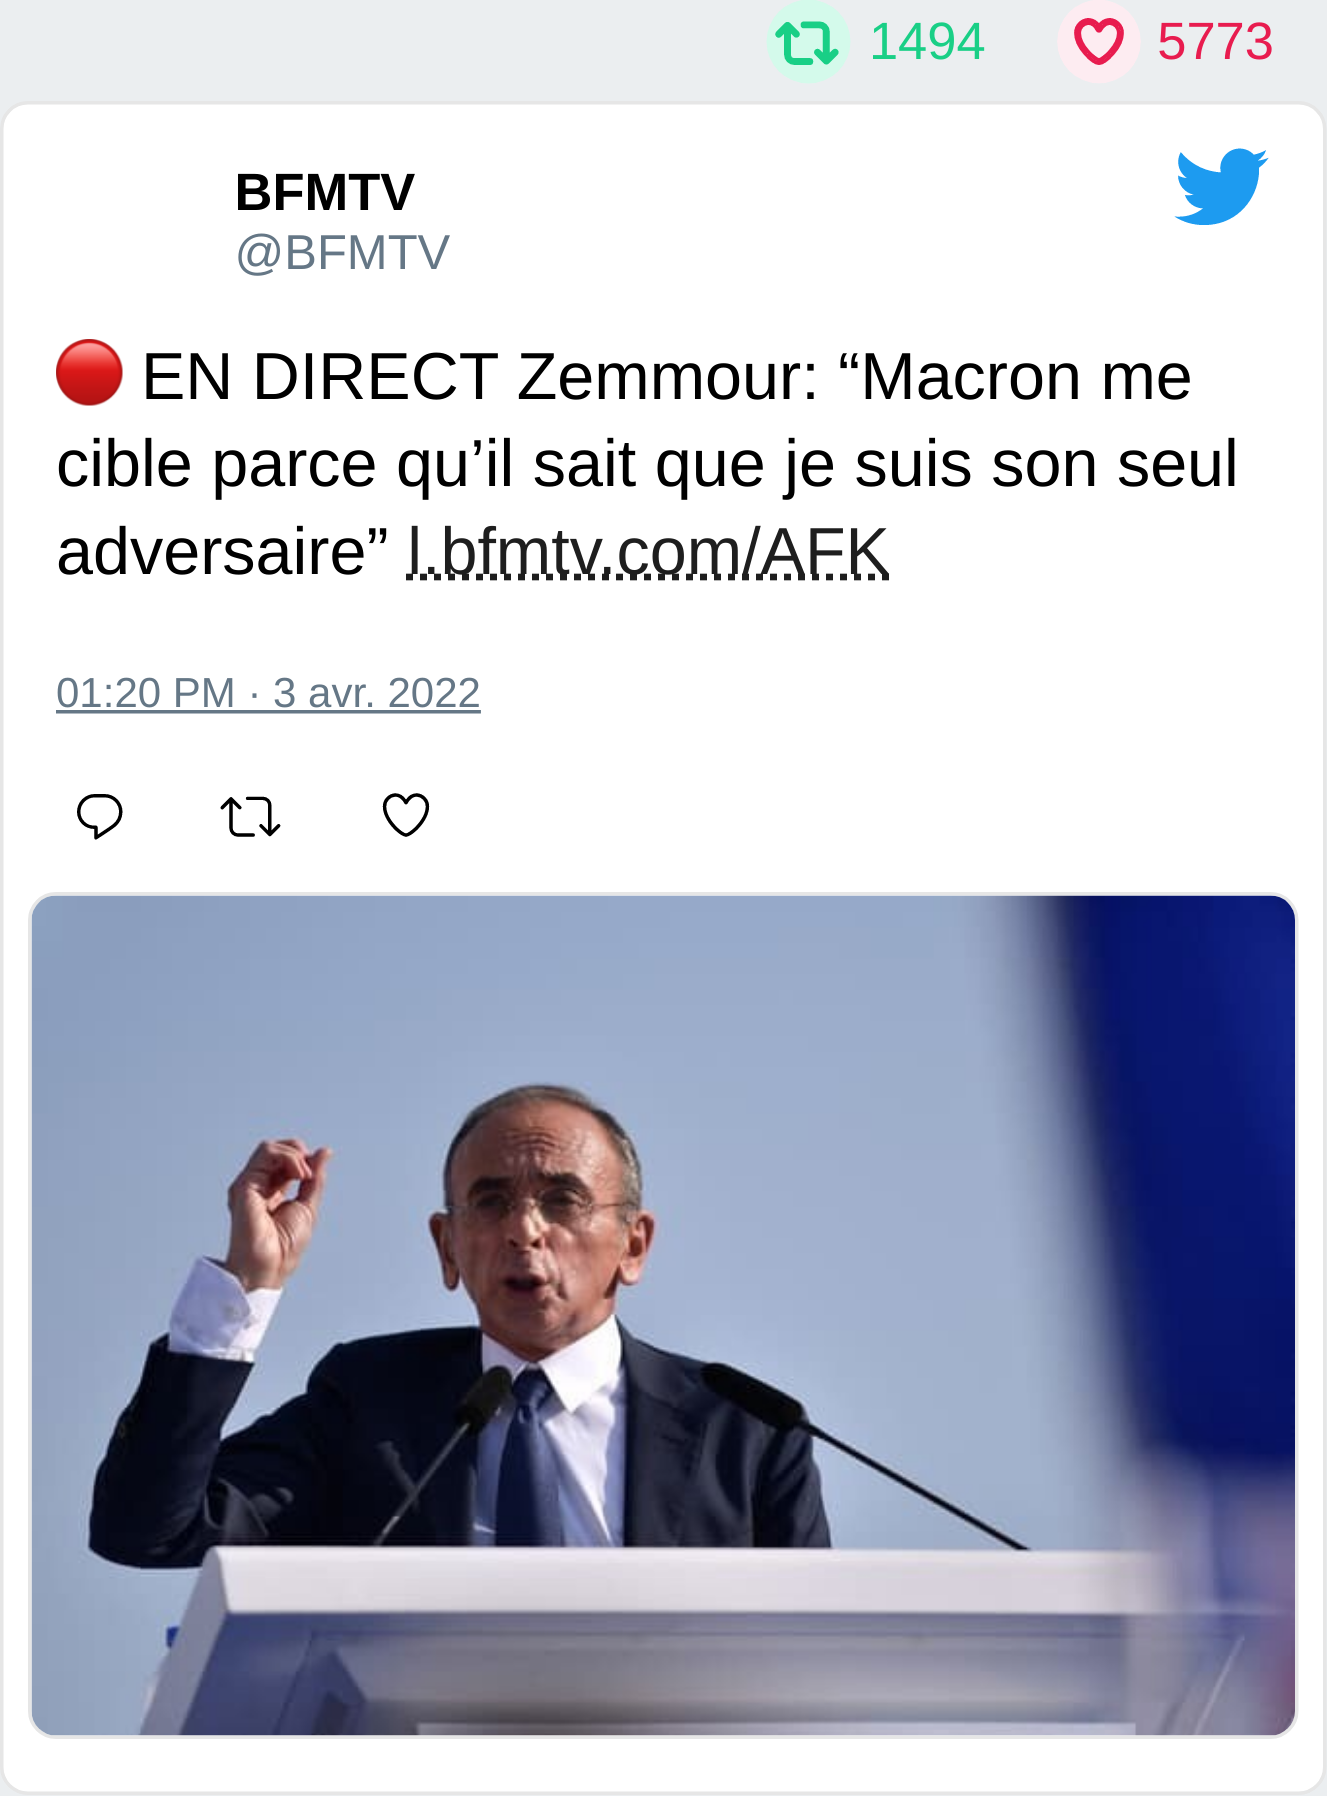 1494 5773
BFMTV
@BFMTV
🔴 EN DIRECT Zemmour: “Macron me
cible parce qu’il sait que je suis son seul
adversaire” l.bfmtv.com/AFK
01:20 PM · 3 avr. 2022